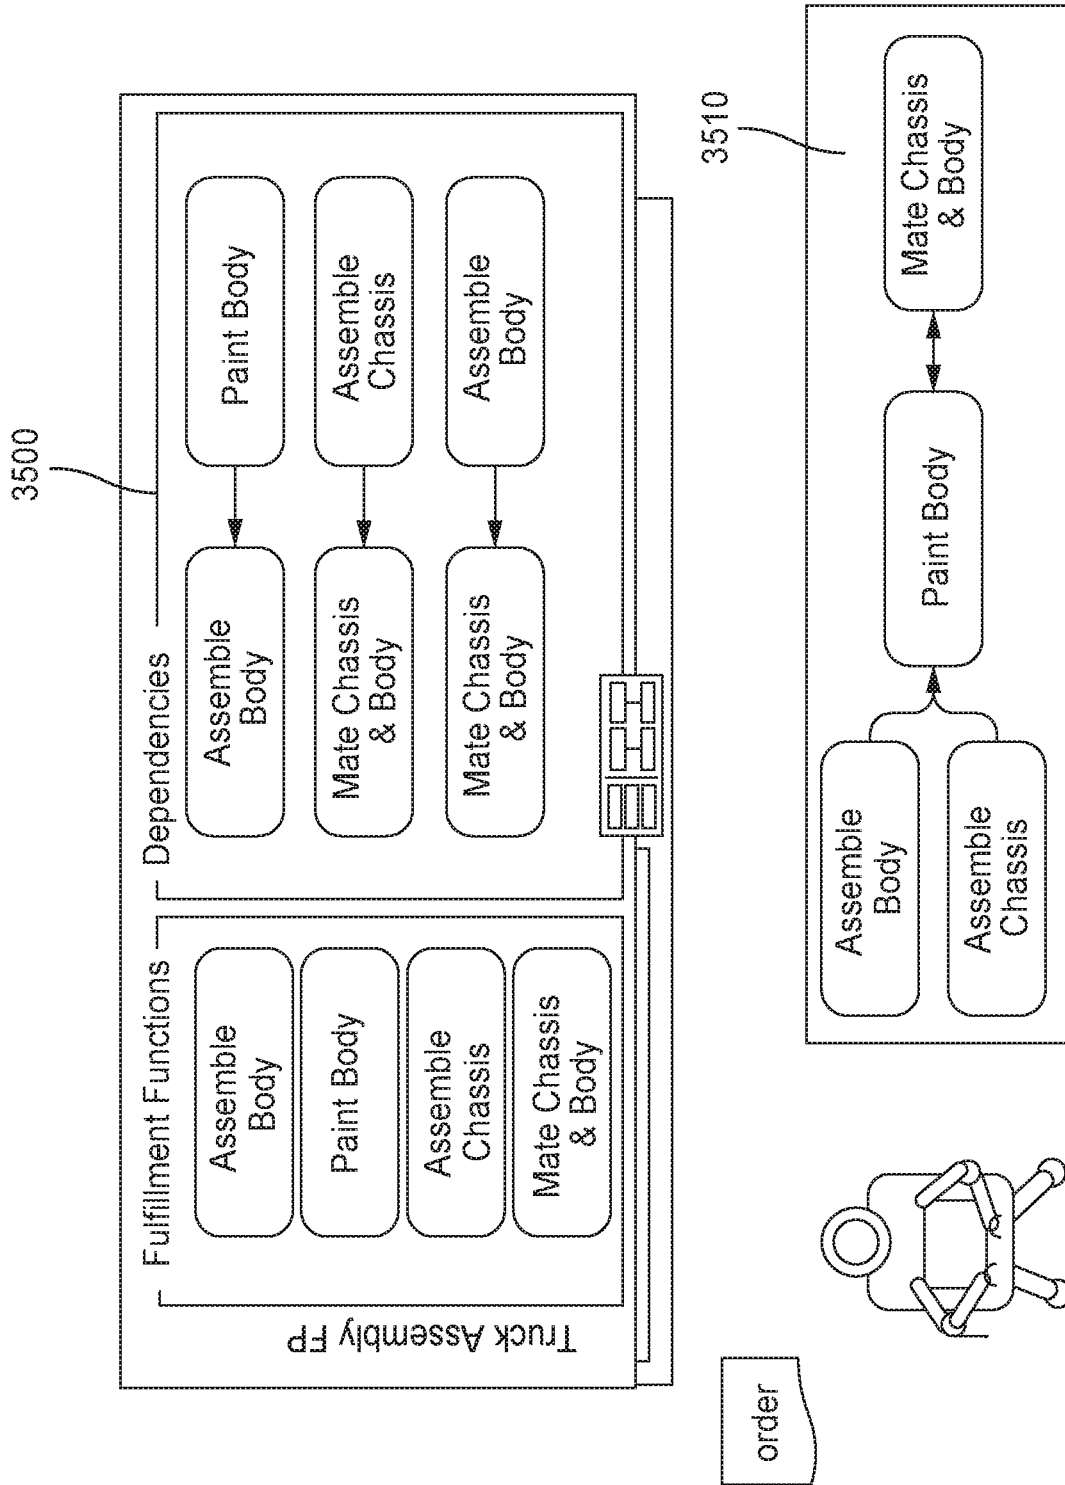 3500
Truck Assembly FP
Fulfillment Functions
Assemble
Body
Paint Body
Assemble
Chassis
Mate Chassis
& Body
Dependencies
Assemble
Body
Paint Body
Mate Chassis
& Body
Assemble
Chassis
Mate Chassis
& Body
Assemble
Body
3510
order
Assemble
Body
Assemble
Chassis
Paint Body
Mate Chassis
& Body